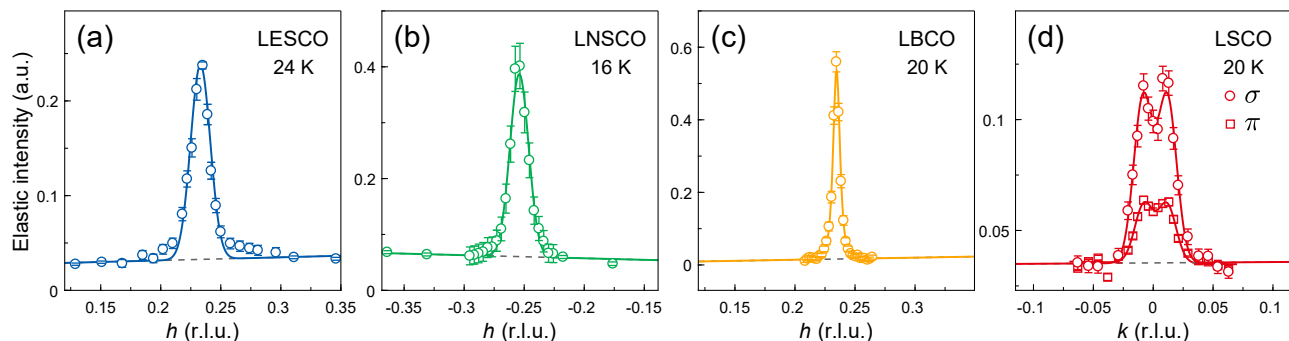 (a)
LESCO
24 K
(b)
LNSCO
16 K
(c)
LBCO
20 K
(d)
LSCO
20 K
σ
π
Elastic intensity (a.u.)
0.2
0.1
0
0.4
0.2
0
0.6
0.4
0.2
0
0.1
0.05
0.15 0.20 0.25 0.30 0.35
-0.35 -0.30 -0.25 -0.20 -0.15
0.15 0.20 0.25 0.30
-0.1 -0.05 0 0.05 0.1
h (r.l.u.)
h (r.l.u.)
h (r.l.u.)
k (r.l.u.)